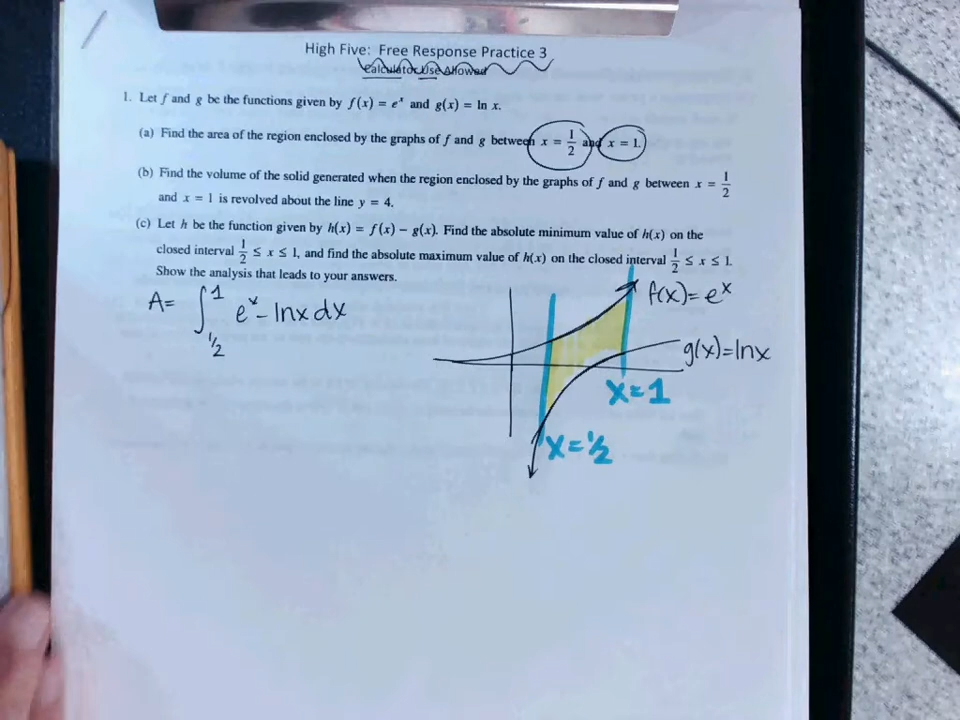 High Five: Free Response Practice 3
Calculator Use Allowed
1. Let f and g be the functions given by f(x) = e^x and g(x) = ln x.
(a) Find the area of the region enclosed by the graphs of f and g between x = 1/2 and x = 1.
(b) Find the volume of the solid generated when the region enclosed by the graphs of f and g between x = 1/2
and x = 1 is revolved about the line y = 4.
(c) Let h be the function given by h(x) = f(x) − g(x). Find the absolute minimum value of h(x) on the
closed interval 1/2 ≤ x ≤ 1, and find the absolute maximum value of h(x) on the closed interval 1/2 ≤ x ≤ 1.
Show the analysis that leads to your answers.
A= ∫_{1/2}^{1} e^x − lnx dx
f(x)=e^x
g(x)=lnx
x=1
x=1/2